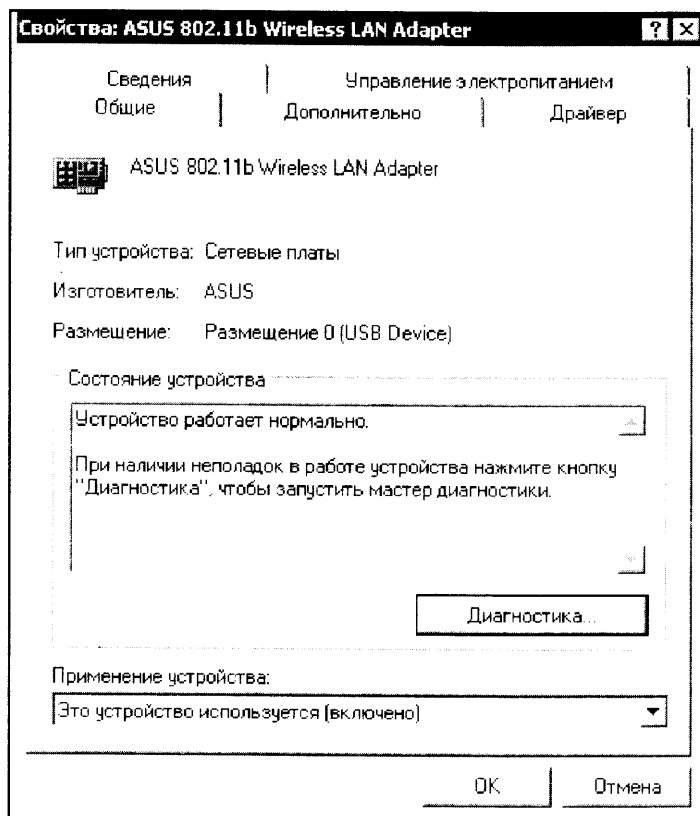 Свойства: ASUS 802.11b Wireless LAN Adapter
Сведения
Управление электропитанием
Общие
Дополнительно
Драйвер
ASUS 802.11b Wireless LAN Adapter
Тип устройства: Сетевые платы
Изготовитель: ASUS
Размещение: Размещение 0 (USB Device)
Состояние устройства
Устройство работает нормально.
При наличии неполадок в работе устройства нажмите кнопку
"Диагностика", чтобы запустить мастер диагностики.
Диагностика...
Применение устройства:
Это устройство используется (включено)
OK
Отмена